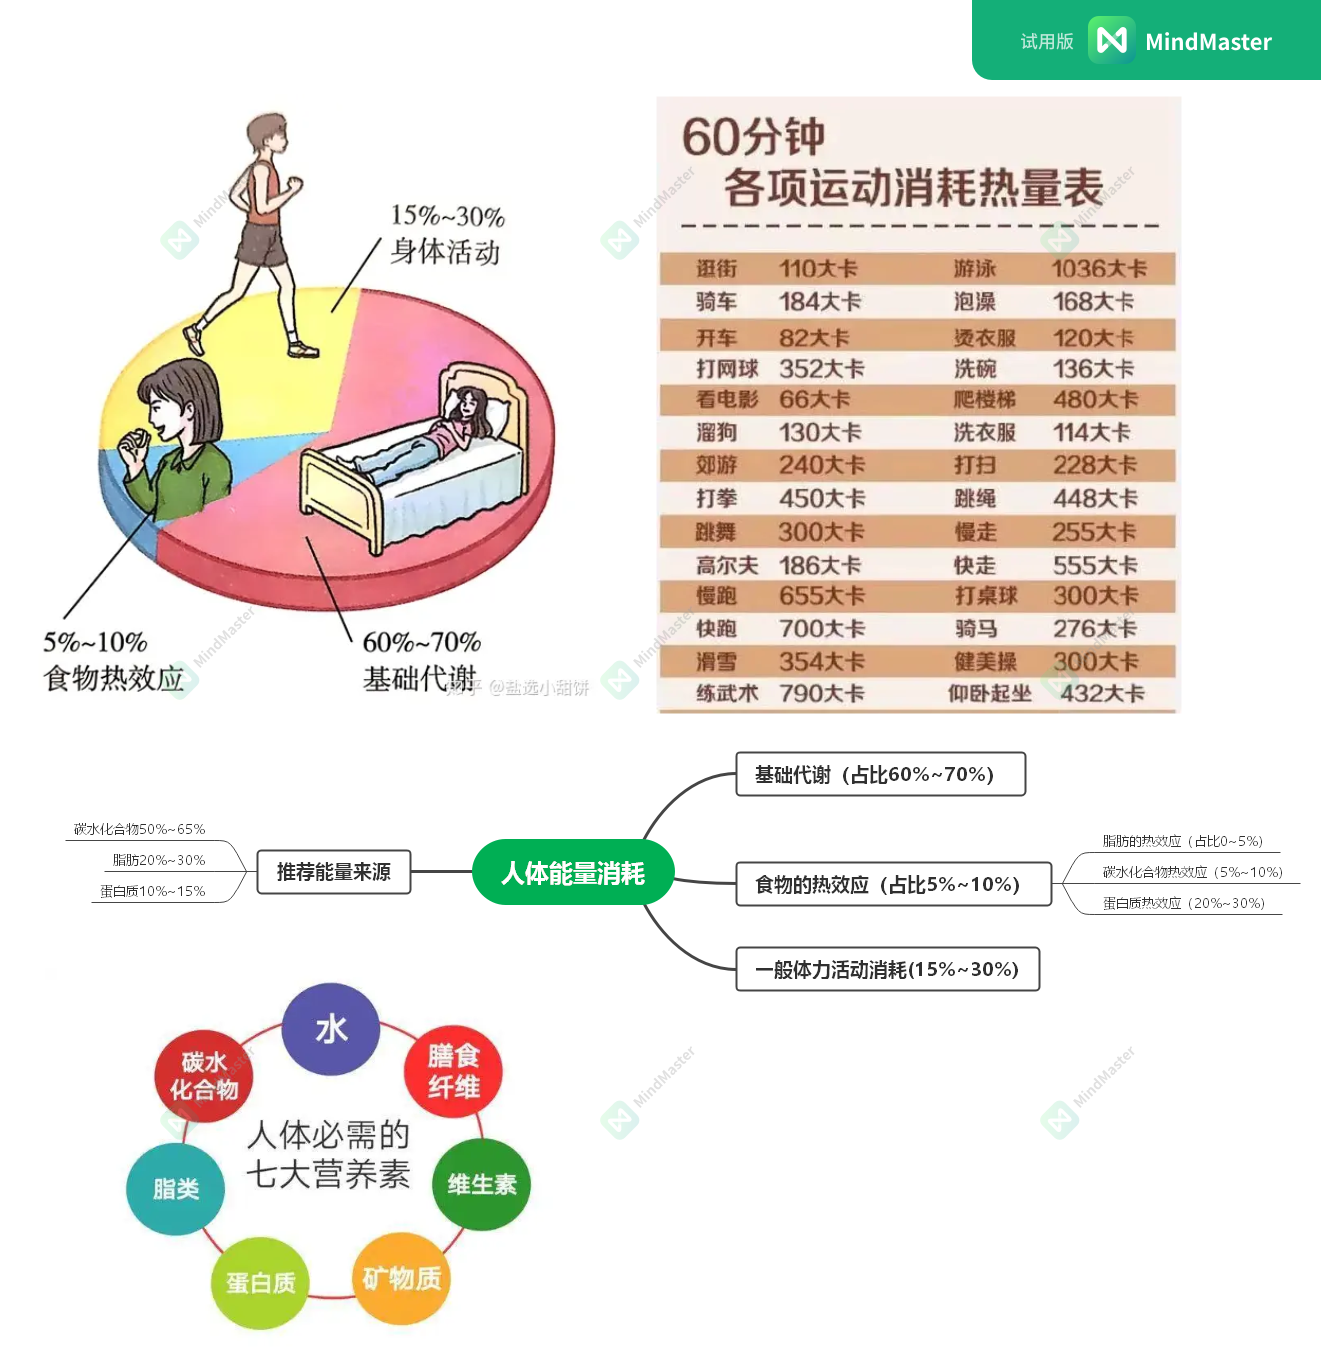 试用版 MindMaster
15%~30%
身体活动
5%~10%
食物热效应
60%~70%
基础代谢
知乎 @盐选小甜饼
60分钟
各项运动消耗热量表
逛街 110大卡 游泳 1036大卡
骑车 184大卡 泡澡 168大卡
开车 82大卡 烫衣服 120大卡
打网球 352大卡 洗碗 136大卡
看电影 66大卡 爬楼梯 480大卡
溜狗 130大卡 洗衣服 114大卡
郊游 240大卡 打扫 228大卡
打拳 450大卡 跳绳 448大卡
跳舞 300大卡 慢走 255大卡
高尔夫 186大卡 快走 555大卡
慢跑 655大卡 打桌球 300大卡
快跑 700大卡 骑马 276大卡
滑雪 354大卡 健美操 300大卡
练武术 790大卡 仰卧起坐 432大卡
人体能量消耗
基础代谢（占比60%~70%）
食物的热效应（占比5%~10%）
脂肪的热效应（占比0~5%）
碳水化合物热效应（5%~10%）
蛋白质热效应（20%~30%）
一般体力活动消耗(15%~30%)
推荐能量来源
碳水化合物50%~65%
脂肪20%~30%
蛋白质10%~15%
人体必需的
七大营养素
水
膳食
纤维
维生素
矿物质
蛋白质
脂类
碳水
化合物
MindMaster
MindMaster
MindMaster
MindMaster
MindMaster
MindMaster
MindMaster
MindMaster
MindMaster